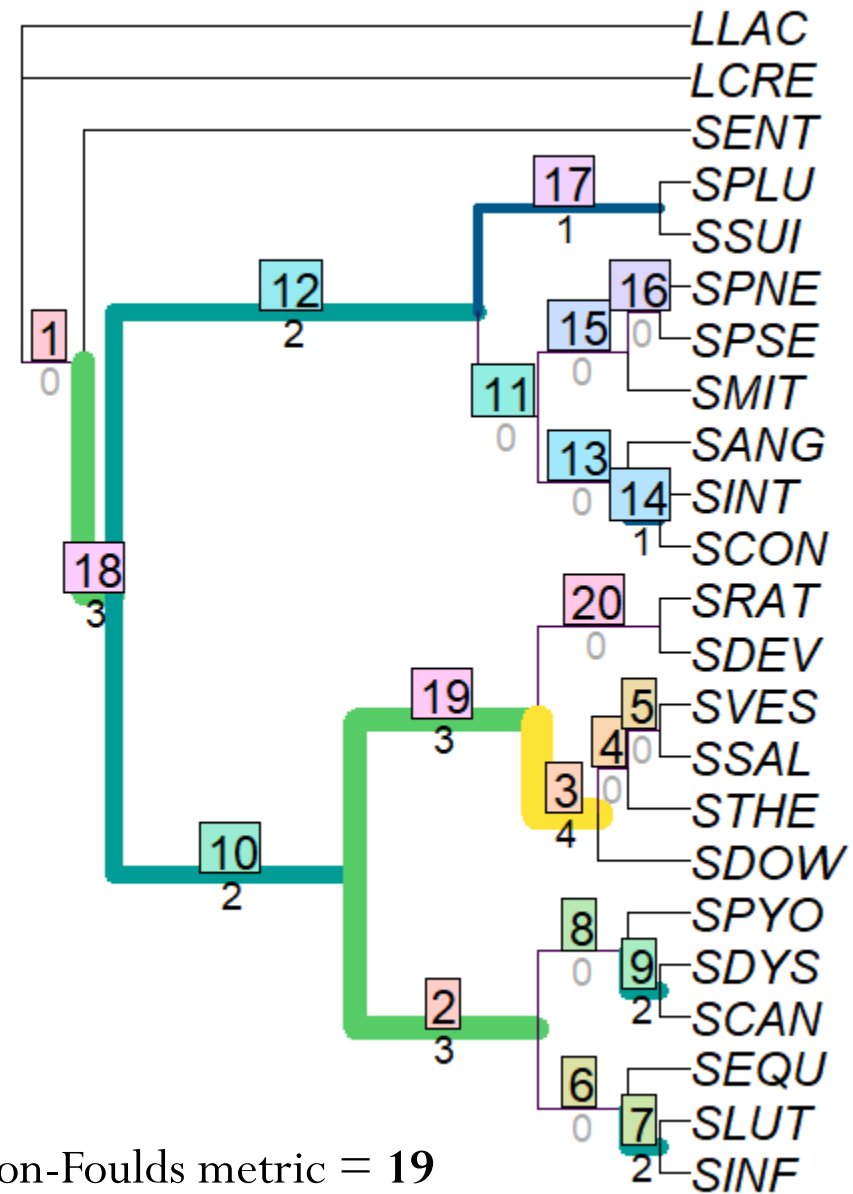 LLAC
LCRE
SENT
17
SPLU
1
SSUI
12
16
SPNE
1
2
15
0
SPSE
0
11
0
SMIT
0
13
SANG
0
14
SINT
18
1
SCON
3
20
SRAT
0
SDEV
19
5
SVES
3
4
0
SSAL
3
0
STHE
10
4
SDOW
2
8
SPYO
0
9
SDYS
2
2
SCAN
3
6
SEQU
0
7
SLUT
on-Foulds metric = 19
2
SINF